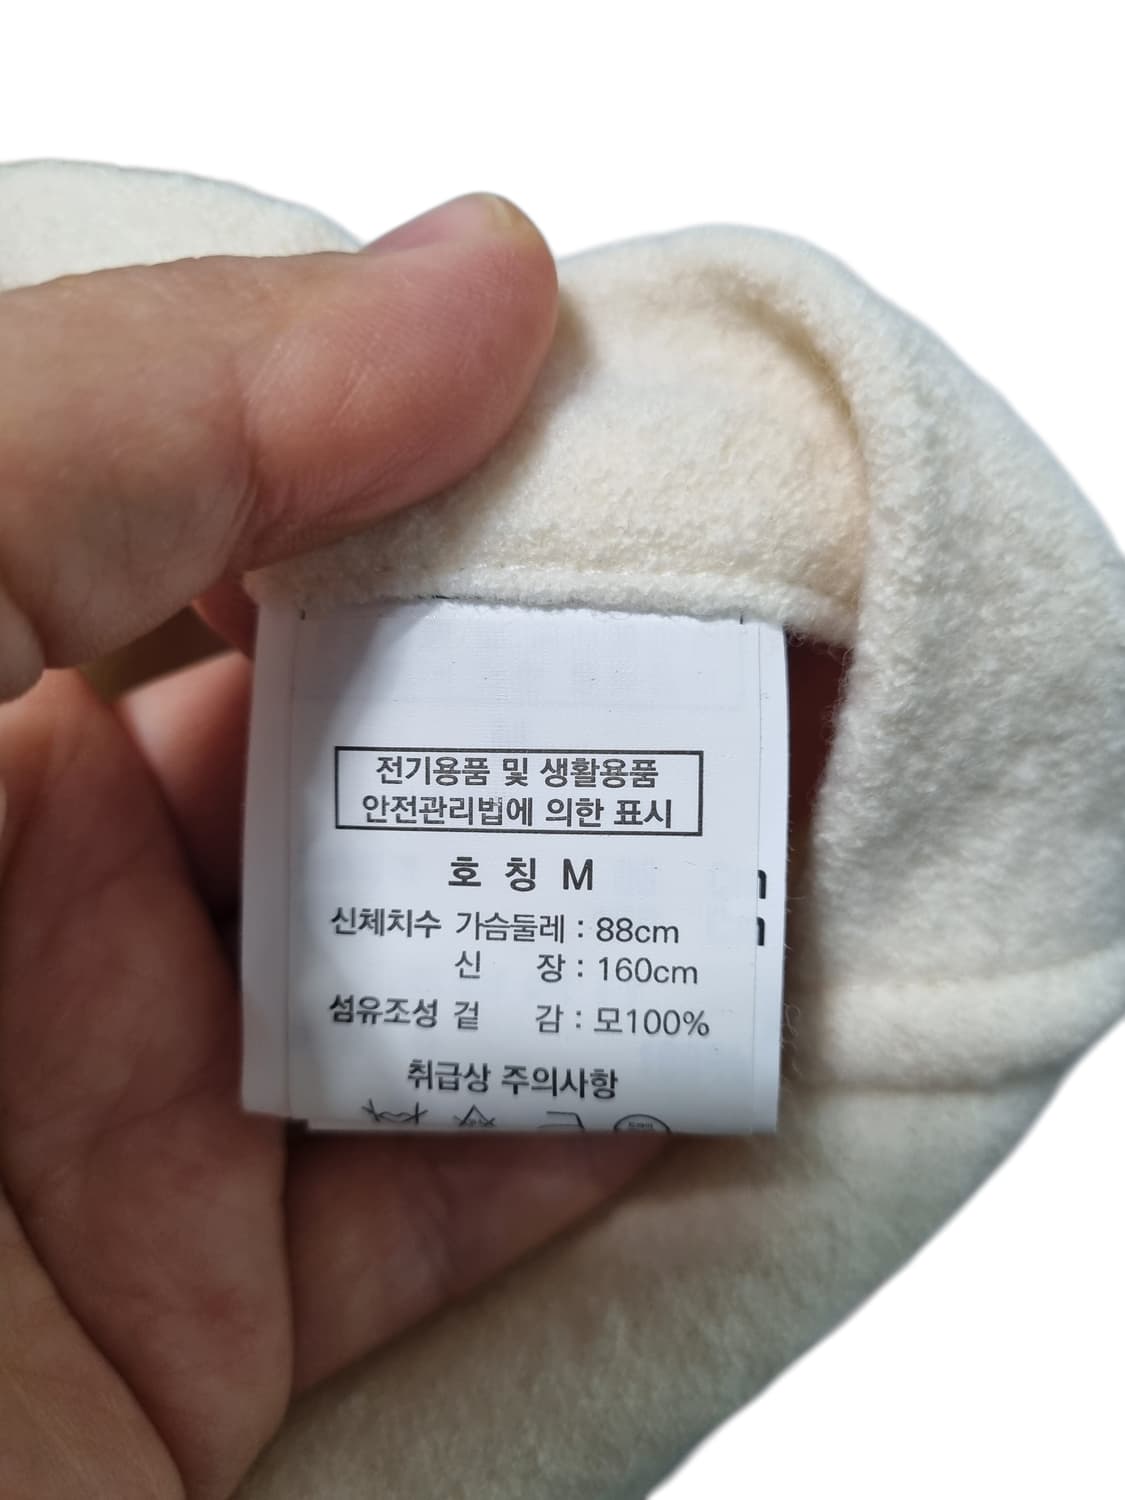 전기용품 및 생활용품
안전관리법에 의한 표시
호 칭 M
신체치수 가슴둘레 : 88cm
신 장 : 160cm
섬유조성 겉 감 : 모100%
취급상 주의사항